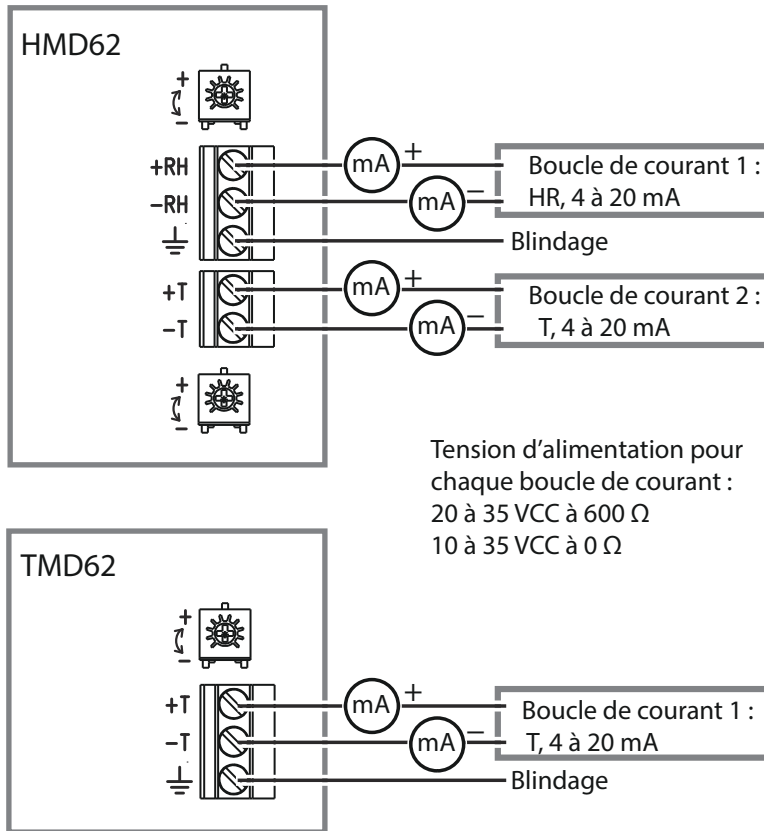 HMD62
+
−
+RH
mA
+
−RH
mA
−
Boucle de courant 1 :
HR, 4 à 20 mA
Blindage
+T
mA
+
−T
mA
−
Boucle de courant 2 :
T, 4 à 20 mA
+
−
Tension d’alimentation pour
chaque boucle de courant :
20 à 35 VCC à 600 Ω
10 à 35 VCC à 0 Ω
TMD62
+
−
+T
mA
+
−T
mA
−
Boucle de courant 1 :
T, 4 à 20 mA
Blindage